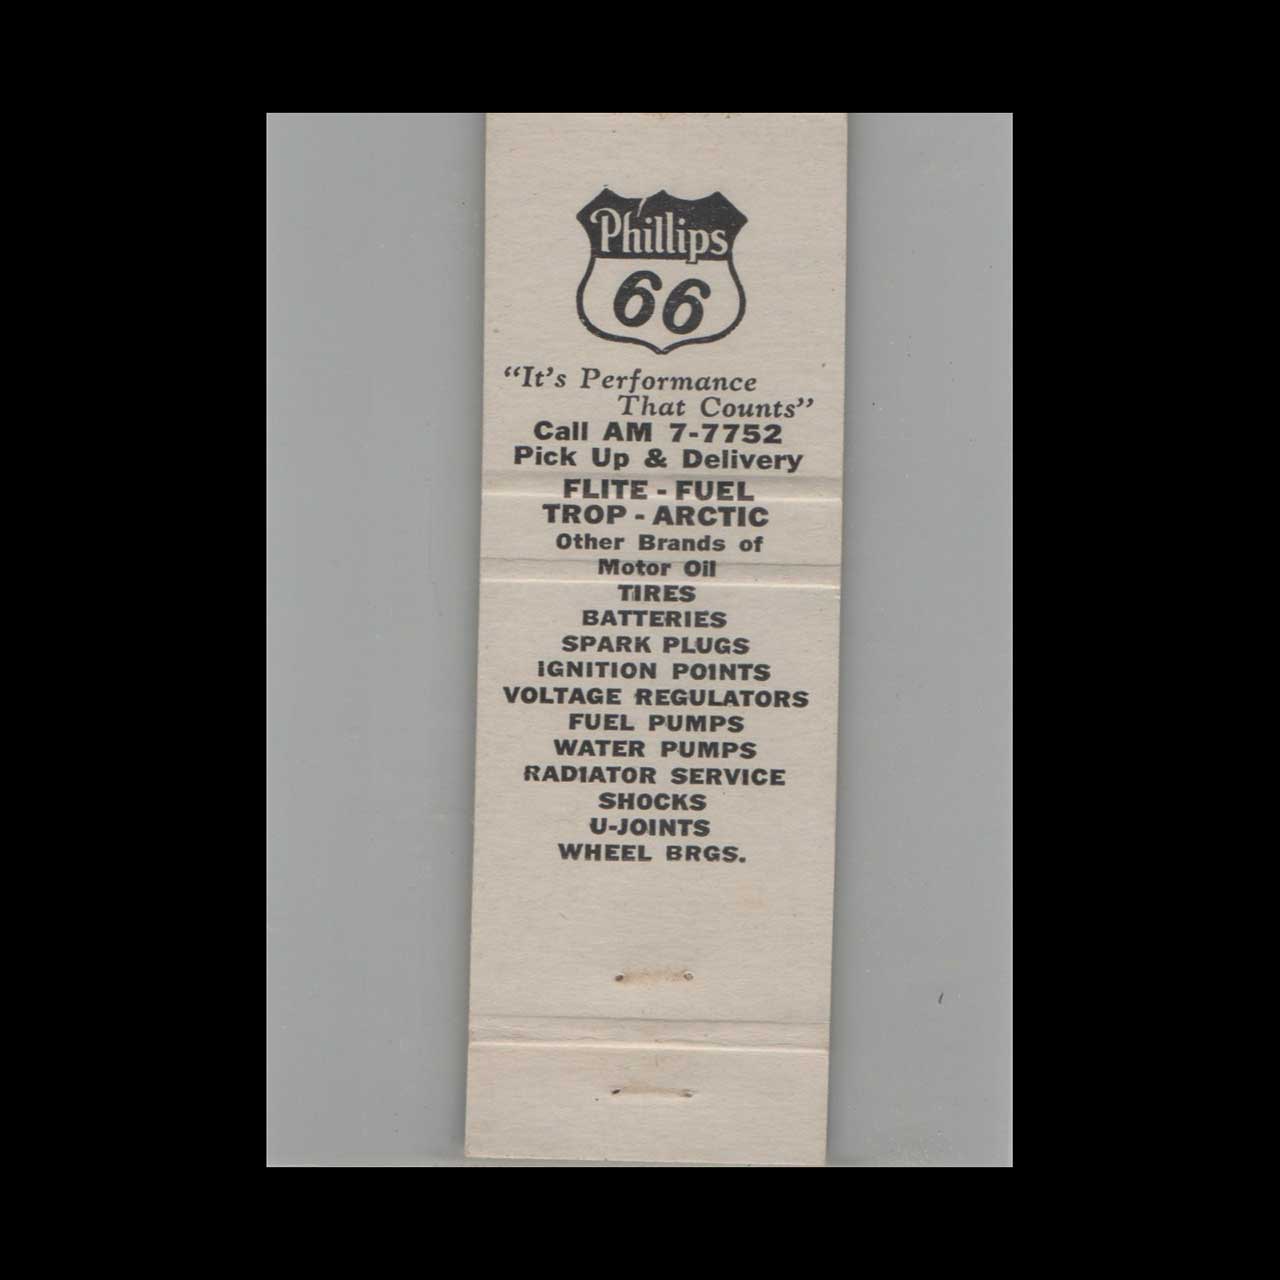 Phillips
66
"It's Performance
That Counts"
Call AM 7-7752
Pick Up & Delivery
FLITE - FUEL
TROP - ARCTIC
Other Brands of
Motor Oil
TIRES
BATTERIES
SPARK PLUGS
IGNITION POINTS
VOLTAGE REGULATORS
FUEL PUMPS
WATER PUMPS
RADIATOR SERVICE
SHOCKS
U-JOINTS
WHEEL BRGS.